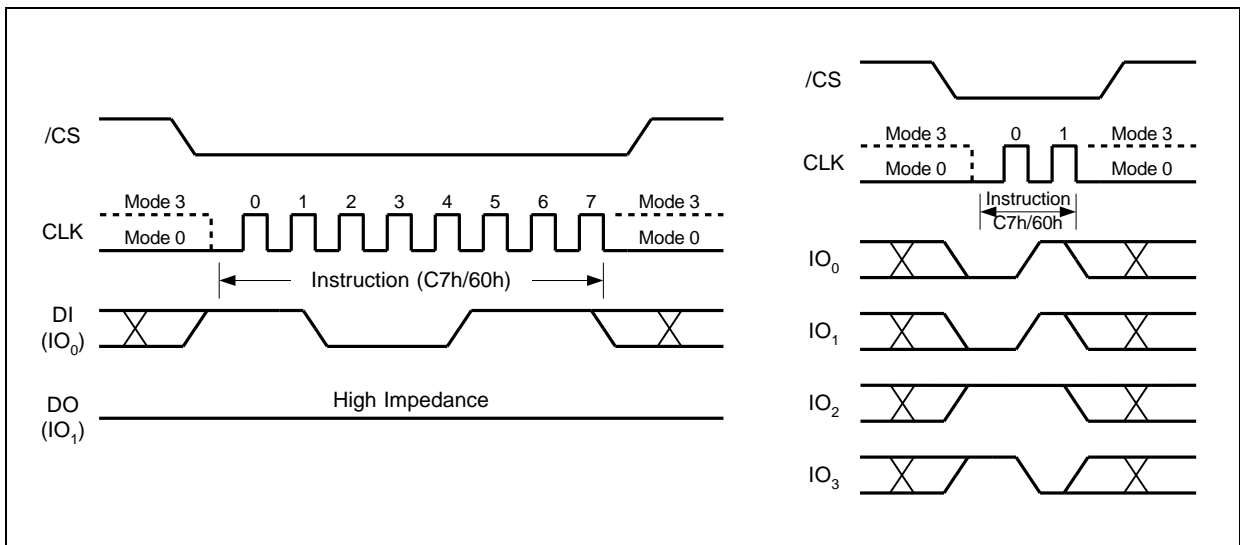 /CS
Mode 3 0 1 2 3 4 5 6 7 Mode 3
CLK
Mode 0 Mode 0
Instruction (C7h/60h)
DI
(IO0)
High Impedance
DO
(IO1)
/CS
Mode 3 0 1 Mode 3
CLK
Mode 0 Mode 0
Instruction
C7h/60h
IO0
IO1
IO2
IO3